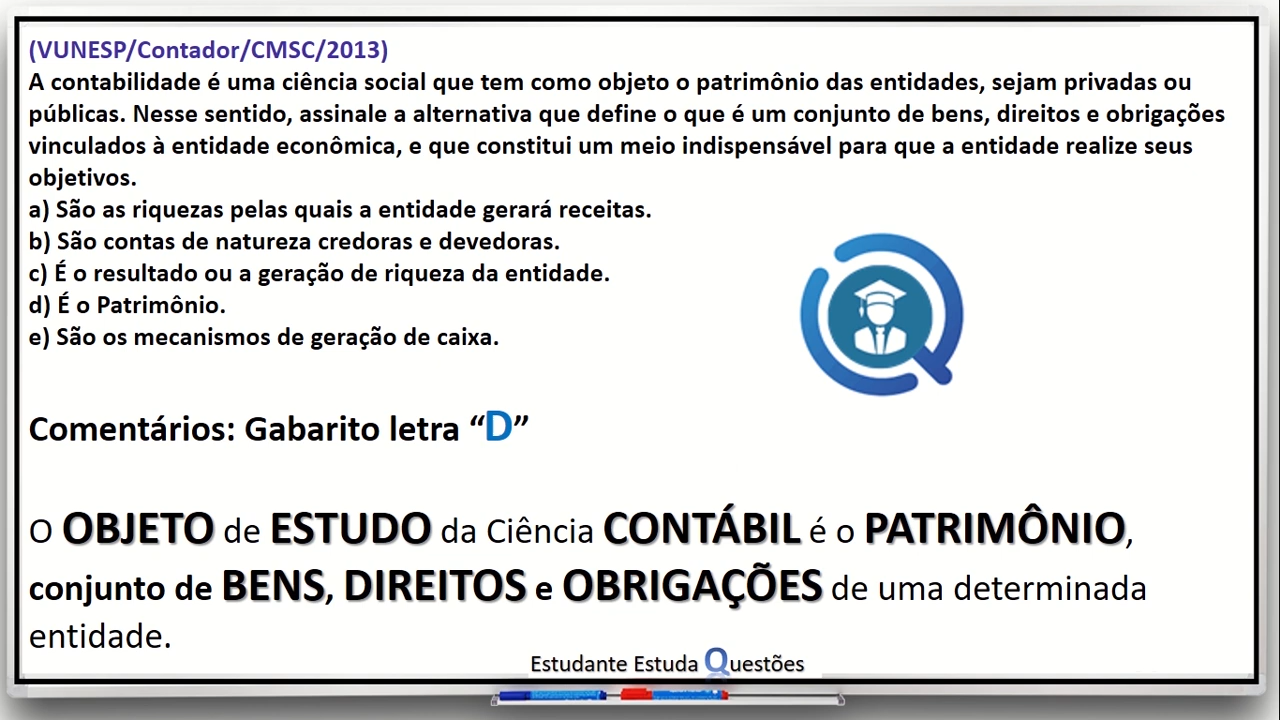 (VUNESP/Contador/CMSC/2013)
A contabilidade é uma ciência social que tem como objeto o patrimônio das entidades, sejam privadas ou
públicas. Nesse sentido, assinale a alternativa que define o que é um conjunto de bens, direitos e obrigações
vinculados à entidade econômica, e que constitui um meio indispensável para que a entidade realize seus
objetivos.
a) São as riquezas pelas quais a entidade gerará receitas.
b) São contas de natureza credoras e devedoras.
c) É o resultado ou a geração de riqueza da entidade.
d) É o Patrimônio.
e) São os mecanismos de geração de caixa.
Comentários: Gabarito letra “D”
O OBJETO de ESTUDO da Ciência CONTÁBIL é o PATRIMÔNIO,
conjunto de BENS, DIREITOS e OBRIGAÇÕES de uma determinada
entidade.
Estudante Estuda Questões